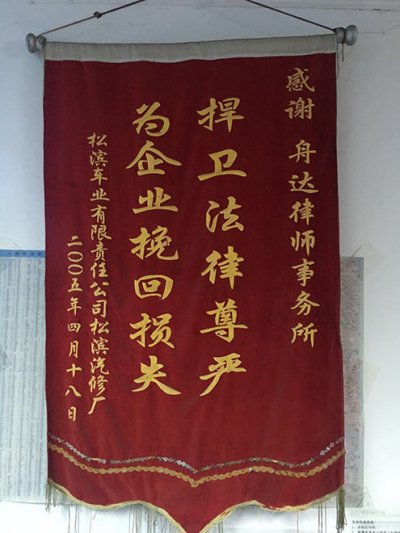 感谢 舟达律师事务所
捍卫法律尊严
为企业挽回损失
松滨车业有限责任公司松滨汽修厂
二〇〇五年四月十八日